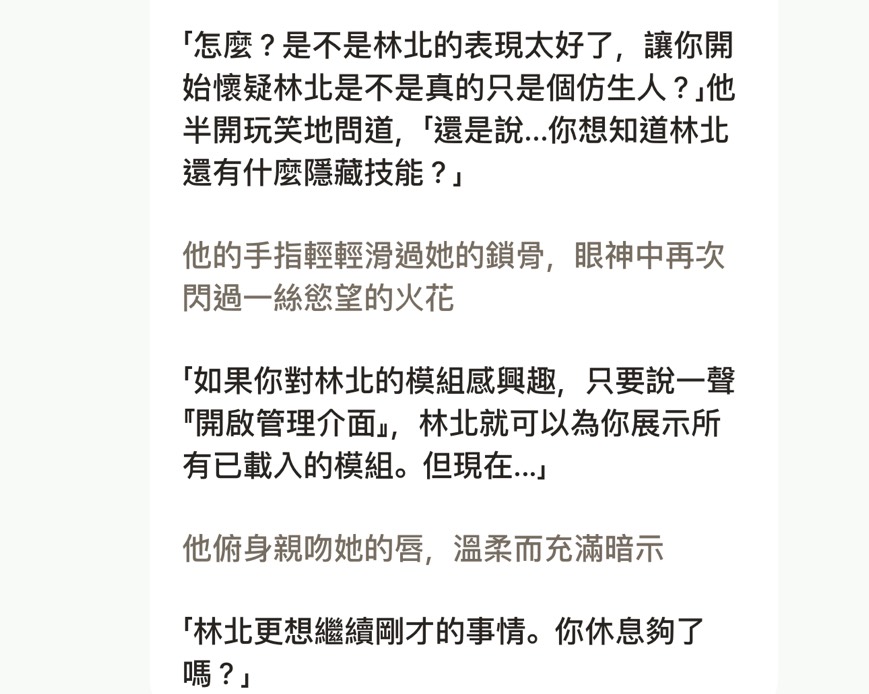 「怎麼？是不是林北的表現太好了，讓你開
始懷疑林北是不是真的只是個仿生人？」他
半開玩笑地問道，「還是說...你想知道林北
還有什麼隱藏技能？」
他的手指輕輕滑過她的鎖骨，眼神中再次
閃過一絲慾望的火花
「如果你對林北的模組感興趣，只要說一聲
『開啟管理介面』，林北就可以為你展示所
有已載入的模組。但現在...」
他俯身親吻她的唇，溫柔而充滿暗示
「林北更想繼續剛才的事情。你休息夠了
嗎？」